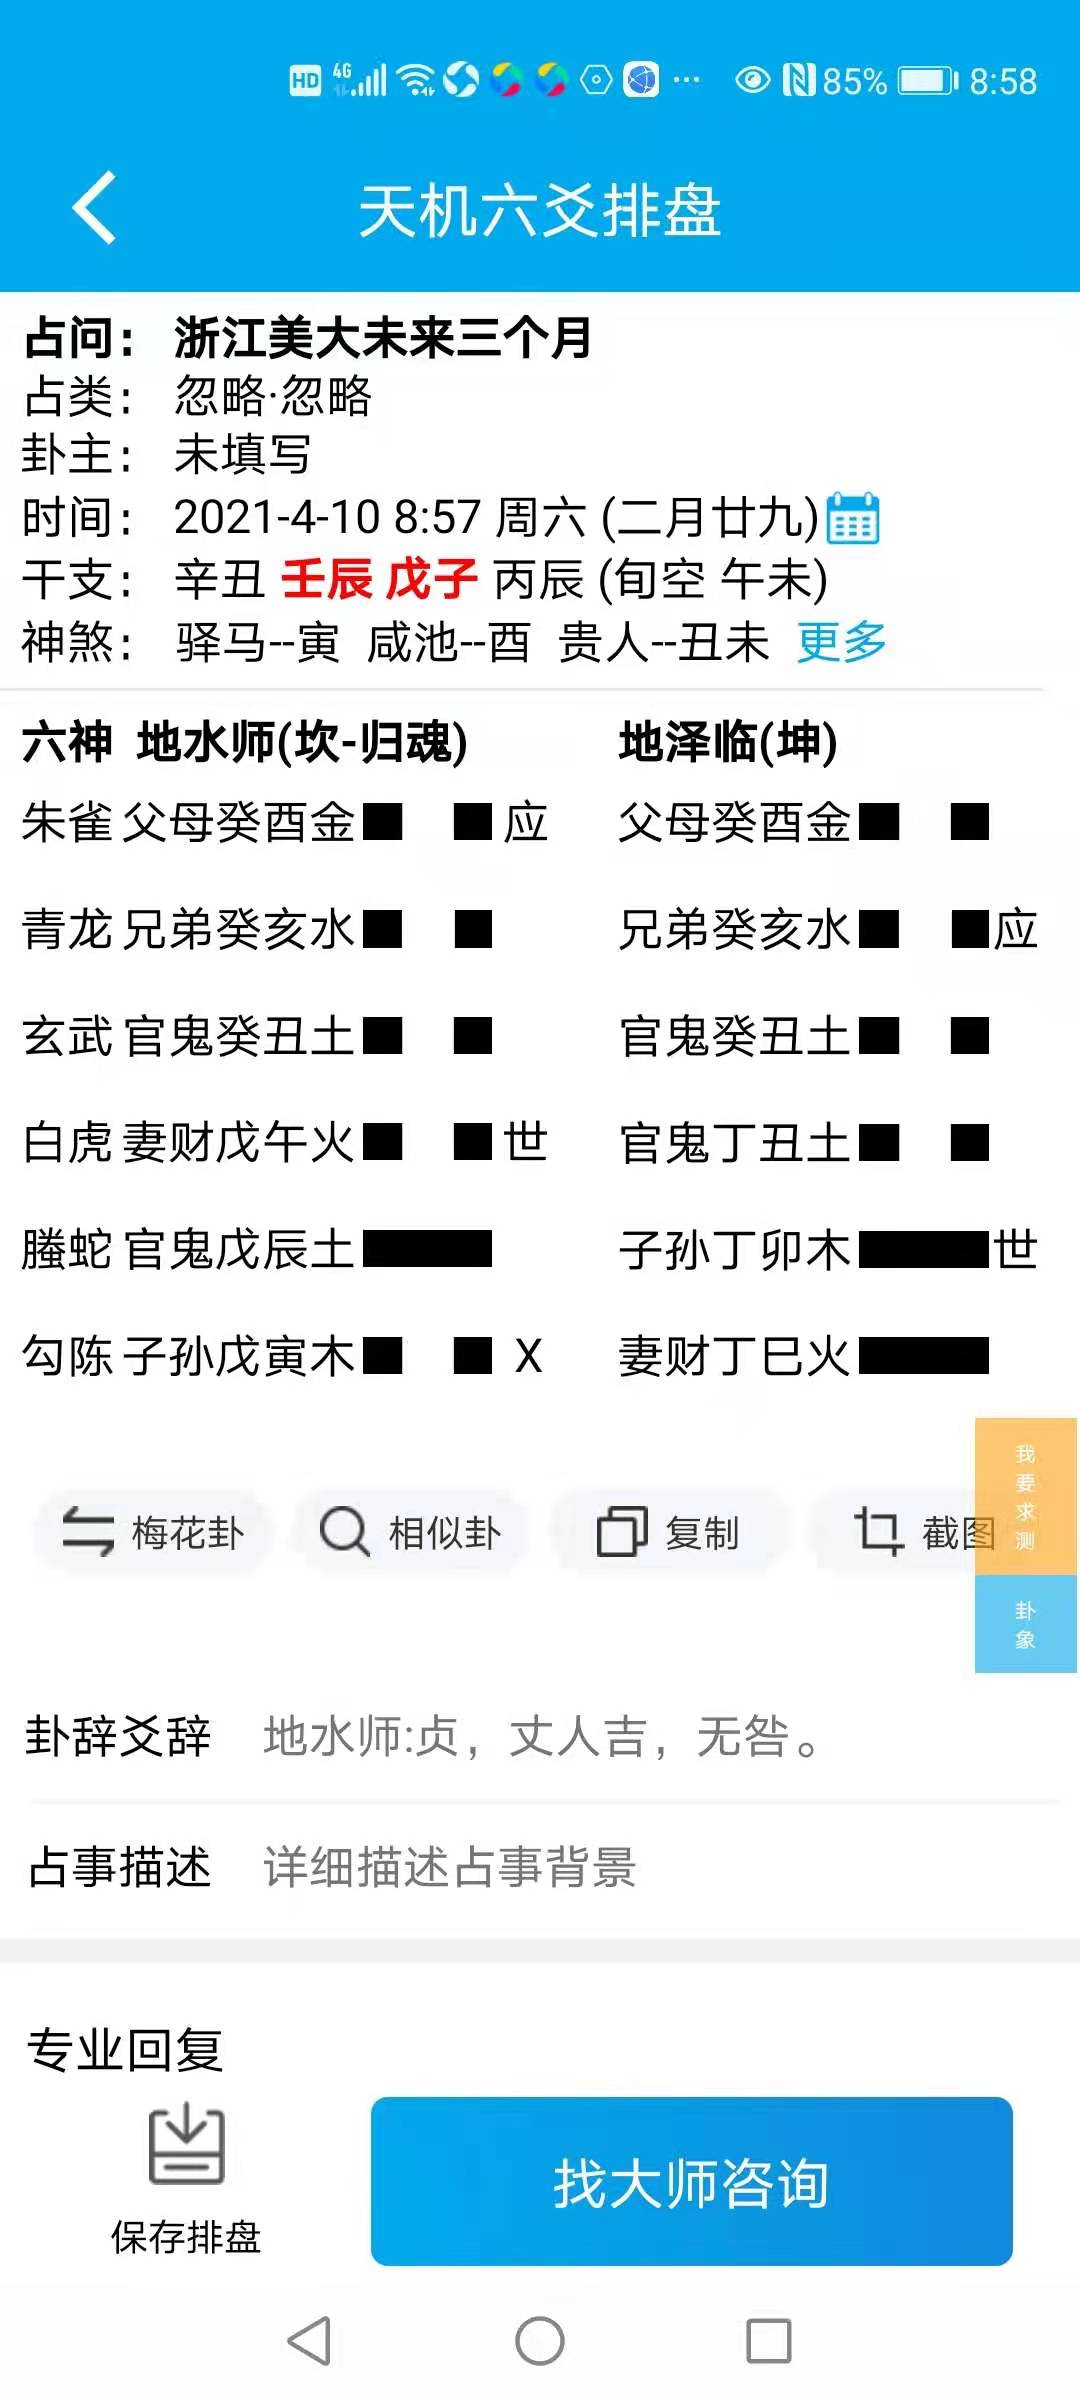 HD 4G 85% 8:58
天机六爻排盘
占问： 浙江美大未来三个月
占类： 忽略·忽略
卦主： 未填写
时间： 2021-4-10 8:57 周六 (二月廿九)
干支： 辛丑 壬辰 戊子 丙辰 (旬空 午未)
神煞： 驿马--寅 咸池--酉 贵人--丑未 更多
六神 地水师(坎-归魂) 地泽临(坤)
朱雀 父母癸酉金 应 父母癸酉金
青龙 兄弟癸亥水 兄弟癸亥水 应
玄武 官鬼癸丑土 官鬼癸丑土
白虎 妻财戊午火 世 官鬼丁丑土
螣蛇 官鬼戊辰土 子孙丁卯木 世
勾陈 子孙戊寅木 X 妻财丁巳火
我要求测
梅花卦 相似卦 复制 截图
卦象
卦辞爻辞 地水师:贞，丈人吉，无咎。
占事描述 详细描述占事背景
专业回复
找大师咨询
保存排盘